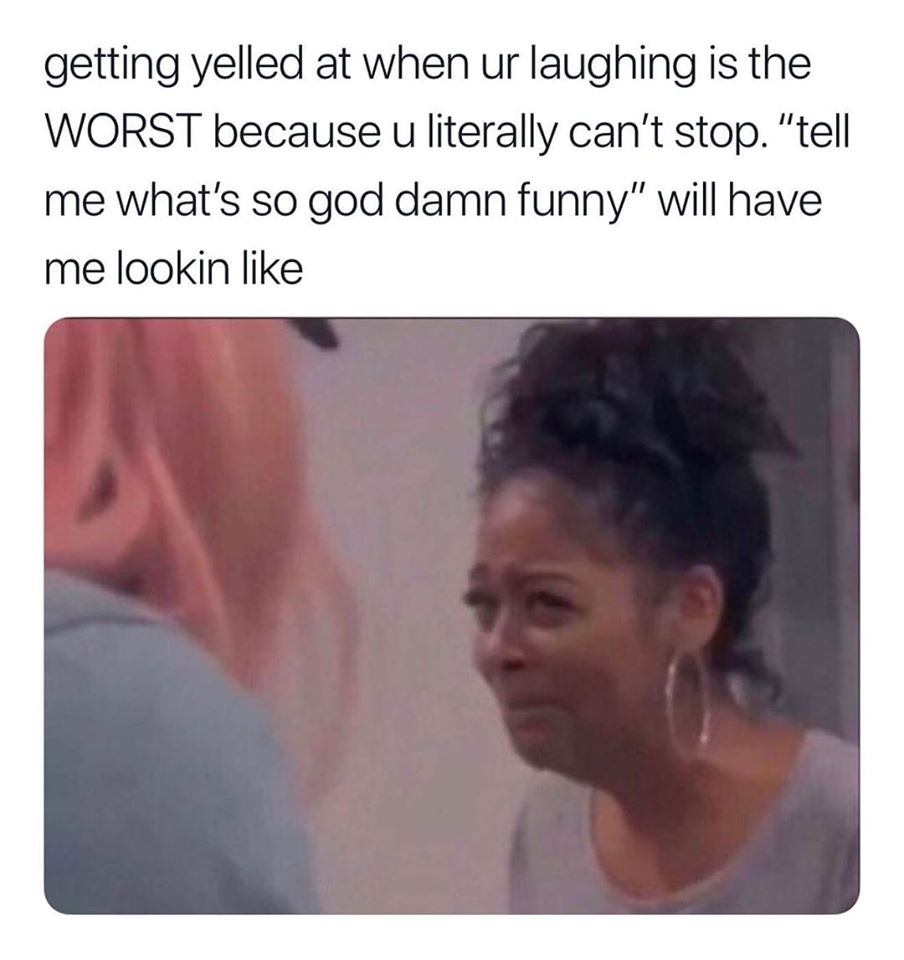 getting yelled at when ur laughing is the
WORST because u literally can't stop. "tell
me what's so god damn funny" will have
me lookin like